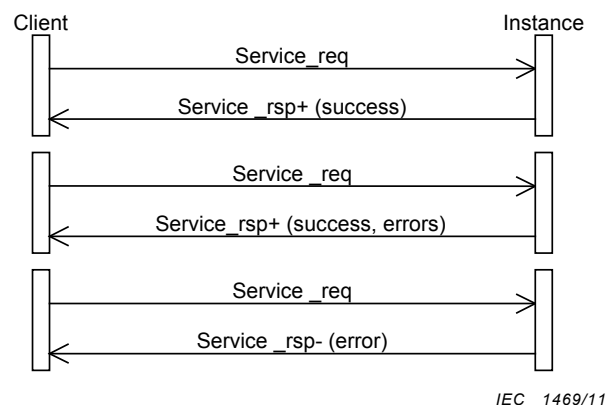 Client Instance
Service_req
Service _rsp+ (success)
Service _req
Service_rsp+ (success, errors)
Service _req
Service _rsp- (error)
IEC 1469/11